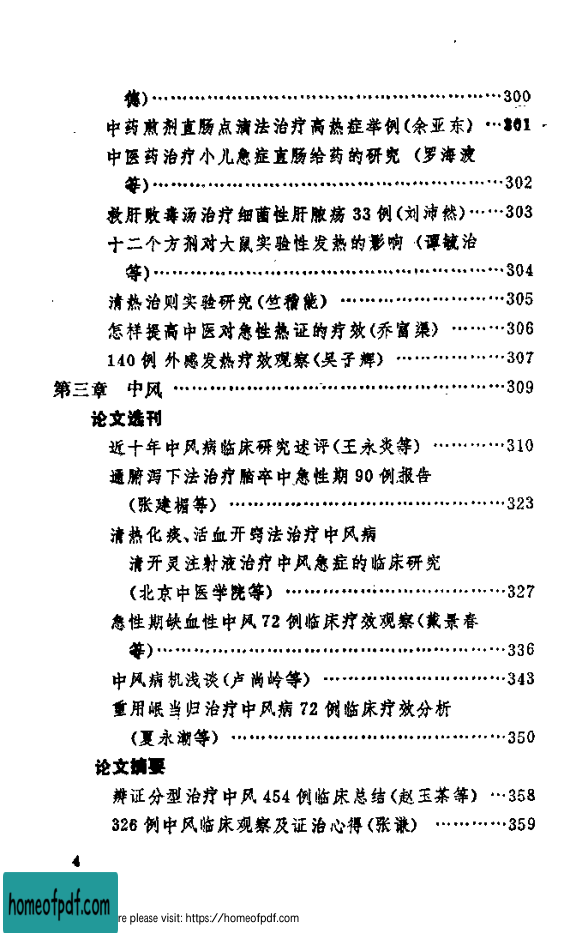 德)……300
中药煎剂直肠点滴法治疗高热症举例(余亚东)…301
中医药治疗小儿急症直肠给药的研究 (罗海波
等)……302
救肝败毒汤治疗细菌性肝脓疡 33 例(刘沛然)……303
十二个方剂对大鼠实验性发热的影响 (谭毓治
等)……304
清热治则实验研究(竺稽能)……305
怎样提高中医对急性热证的疗效(乔富渠)……306
140 例外感发热疗效观察(吴子辉)……307
第三章 中风……309
论文选刊
近十年中风病临床研究述评(王永炎等)……310
通腑泻下法治疗脑卒中急性期 90 例报告
(张建楣等)……323
清热化痰、活血开窍法治疗中风病
清开灵注射液治疗中风急症的临床研究
(北京中医学院等)……327
急性期缺血性中风 72 例临床疗效观察(戴景春
等)……336
中风病机浅谈(卢尚岭等)……343
重用岷当归治疗中风病 72 例临床疗效分析
(夏永潮等)……350
论文摘要
辨证分型治疗中风 454 例临床总结(赵玉茶等)…358
326 例中风临床观察及证治心得(张谦)……359
4
homeofpdf.com
re please visit: https://homeofpdf.com